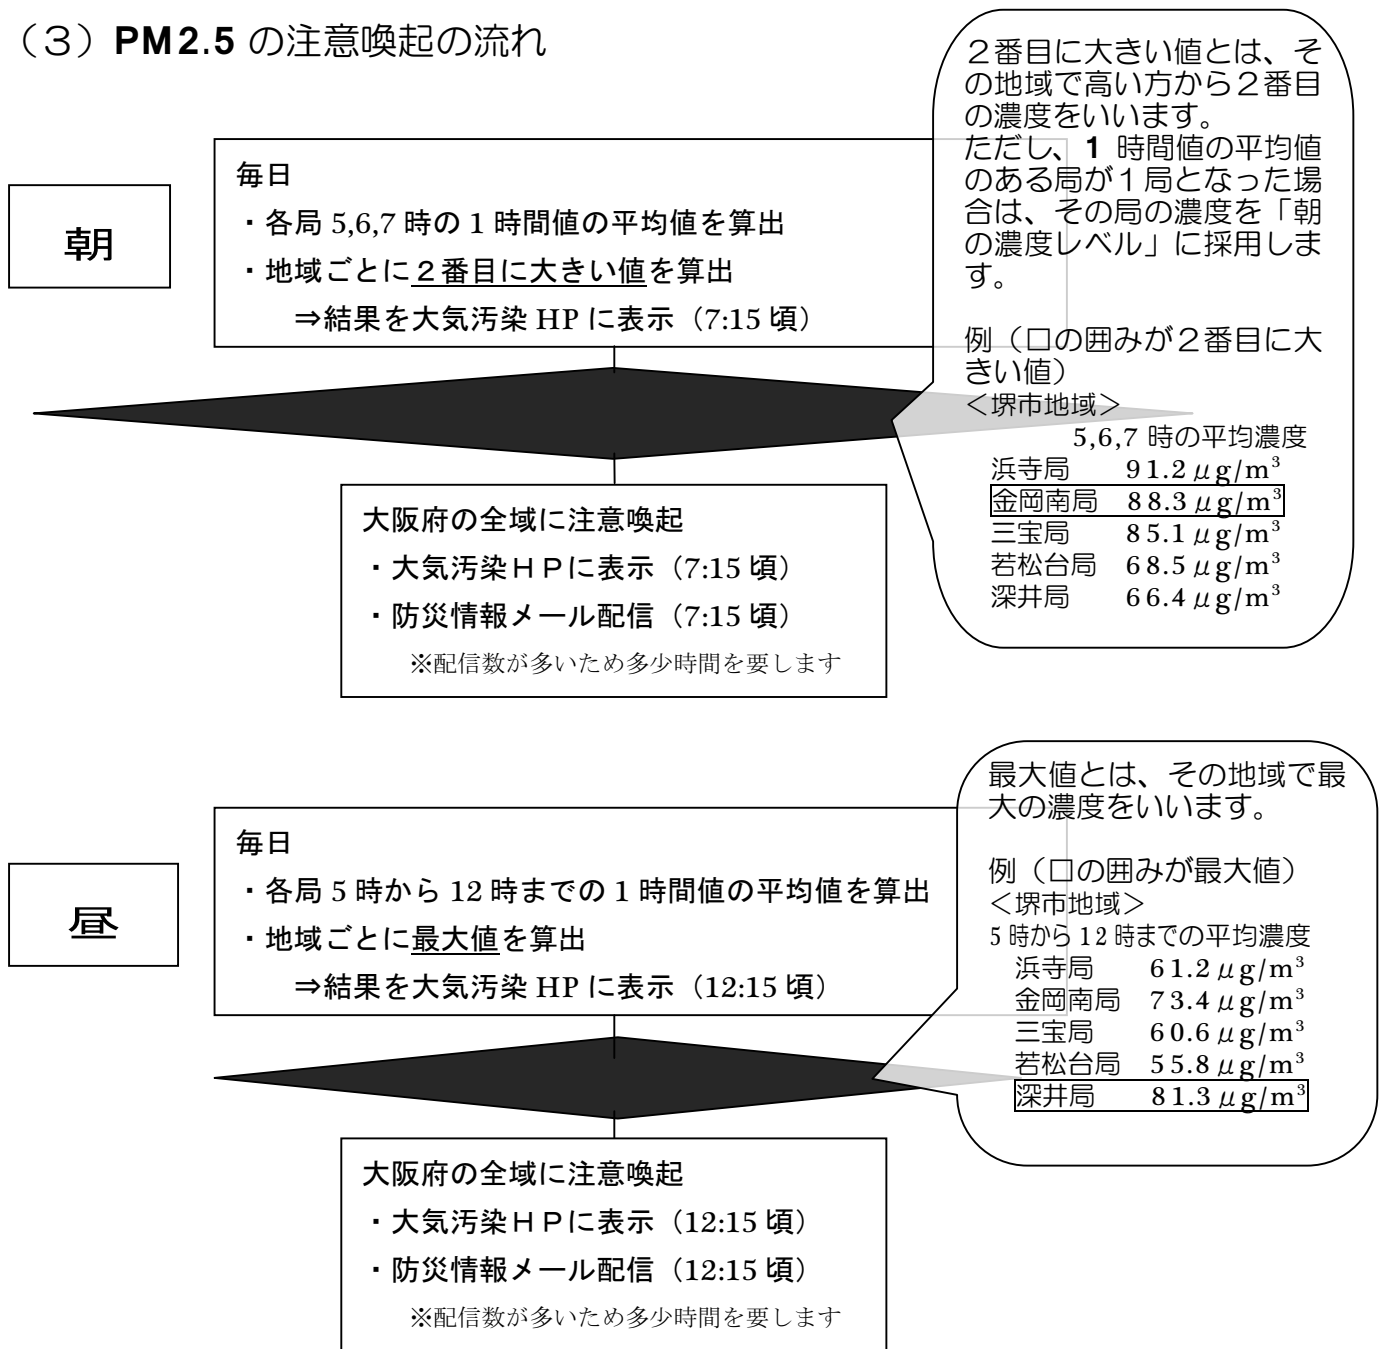 （3）PM2.5 の注意喚起の流れ
朝
毎日
・各局 5,6,7 時の 1 時間値の平均値を算出
・地域ごとに２番目に大きい値を算出
⇒結果を大気汚染 HP に表示（7:15 頃）
２番目に大きい値とは、そ
の地域で高い方から２番目
の濃度をいいます。
ただし、1 時間値の平均値
のある局が１局となった場
合は、その局の濃度を「朝
の濃度レベル」に採用しま
す。
例（□の囲みが２番目に大
きい値）
＜堺市地域＞
5,6,7 時の平均濃度
浜寺局 91.2μg/m³
金岡南局 88.3μg/m³
三宝局 85.1μg/m³
若松台局 68.5μg/m³
深井局 66.4μg/m³
大阪府の全域に注意喚起
・大気汚染ＨＰに表示（7:15 頃）
・防災情報メール配信（7:15 頃）
※配信数が多いため多少時間を要します
昼
毎日
・各局 5 時から 12 時までの 1 時間値の平均値を算出
・地域ごとに最大値を算出
⇒結果を大気汚染 HP に表示（12:15 頃）
最大値とは、その地域で最
大の濃度をいいます。
例（□の囲みが最大値）
＜堺市地域＞
5 時から 12 時までの平均濃度
浜寺局 61.2μg/m³
金岡南局 73.4μg/m³
三宝局 60.6μg/m³
若松台局 55.8μg/m³
深井局 81.3μg/m³
大阪府の全域に注意喚起
・大気汚染ＨＰに表示（12:15 頃）
・防災情報メール配信（12:15 頃）
※配信数が多いため多少時間を要します